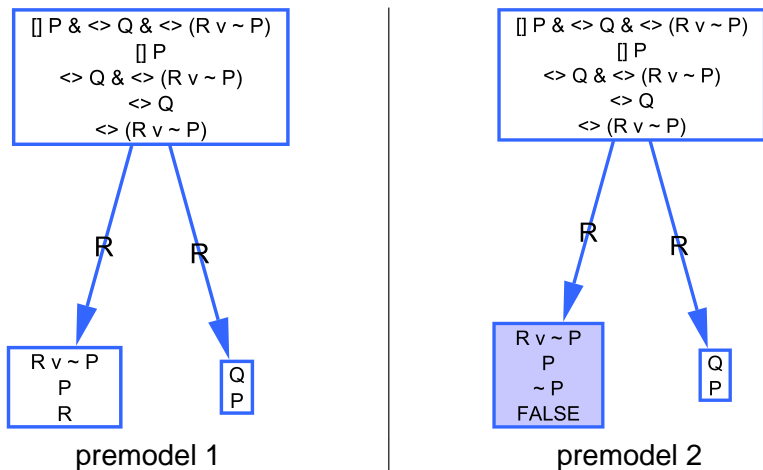 [] P & <> Q & <> (R v ~ P)
[] P
<> Q & <> (R v ~ P)
<> Q
<> (R v ~ P)
R
R
R v ~ P
P
R
Q
P
premodel 1
[] P & <> Q & <> (R v ~ P)
[] P
<> Q & <> (R v ~ P)
<> Q
<> (R v ~ P)
R
R
R v ~ P
P
~ P
FALSE
Q
P
premodel 2